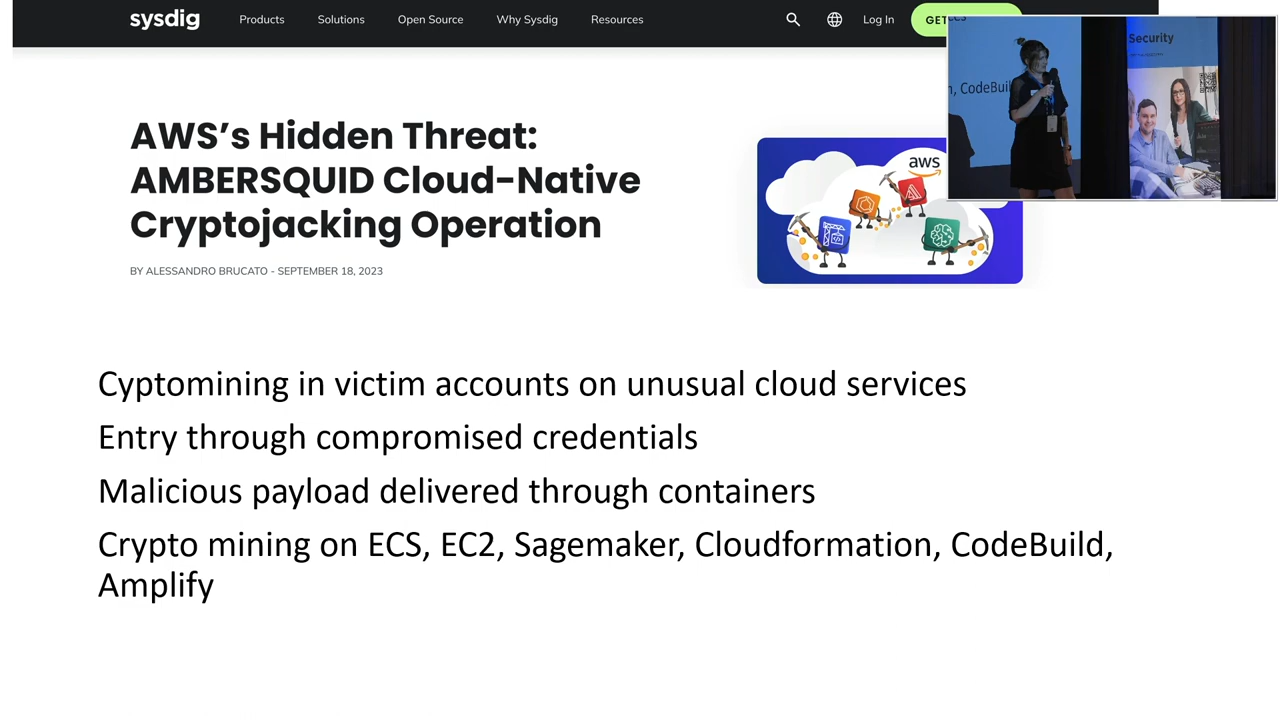 sysdig Products Solutions Open Source Why Sysdig Resources Log In GET
Security
, CodeBuil
AWS's Hidden Threat:
AMBERSQUID Cloud-Native
Cryptojacking Operation
aws
BY ALESSANDRO BRUCATO - SEPTEMBER 18, 2023
Cyptomining in victim accounts on unusual cloud services
Entry through compromised credentials
Malicious payload delivered through containers
Crypto mining on ECS, EC2, Sagemaker, Cloudformation, CodeBuild,
Amplify